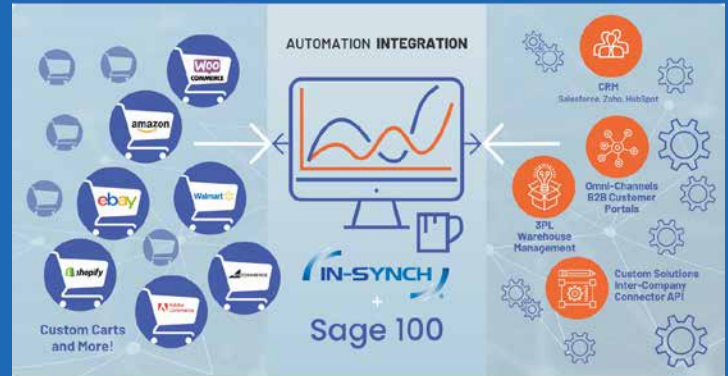 AUTOMATION INTEGRATION
WOO
COMMERCE
amazon
ebay
Walmart
shopify
COMMERCE
Adobe
Commerce
Custom Carts
and More!
IN-SYNCH
+
Sage 100
CRM
Salesforce, Zoho, HubSpot
Omni-Channels
B2B Customer
Portals
3PL
Warehouse
Management
Custom Solutions
Inter-Company
Connector API